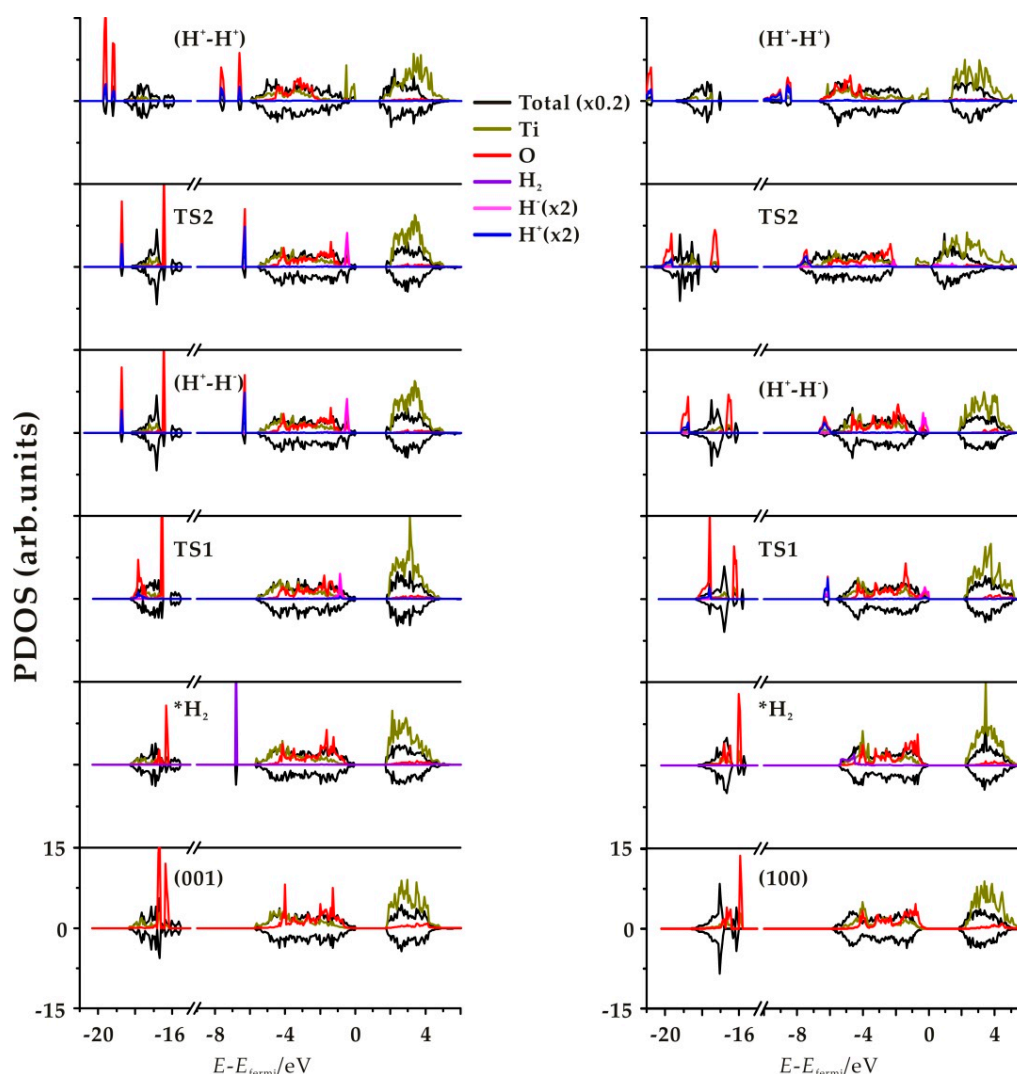 PDOS (arb.units)
(H⁺-H⁺)
TS2
(H⁺-H⁻)
TS1
*H₂
(001)
15
0
-15
-20 -16 -8 -4 0 4
E-E_fermi/eV
Total (x0.2)
Ti
O
H₂
H⁻(x2)
H⁺(x2)
(H⁺-H⁺)
TS2
(H⁺-H⁻)
TS1
*H₂
(100)
15
0
-15
-20 -16 -8 -4 0 4
E-E_fermi/eV